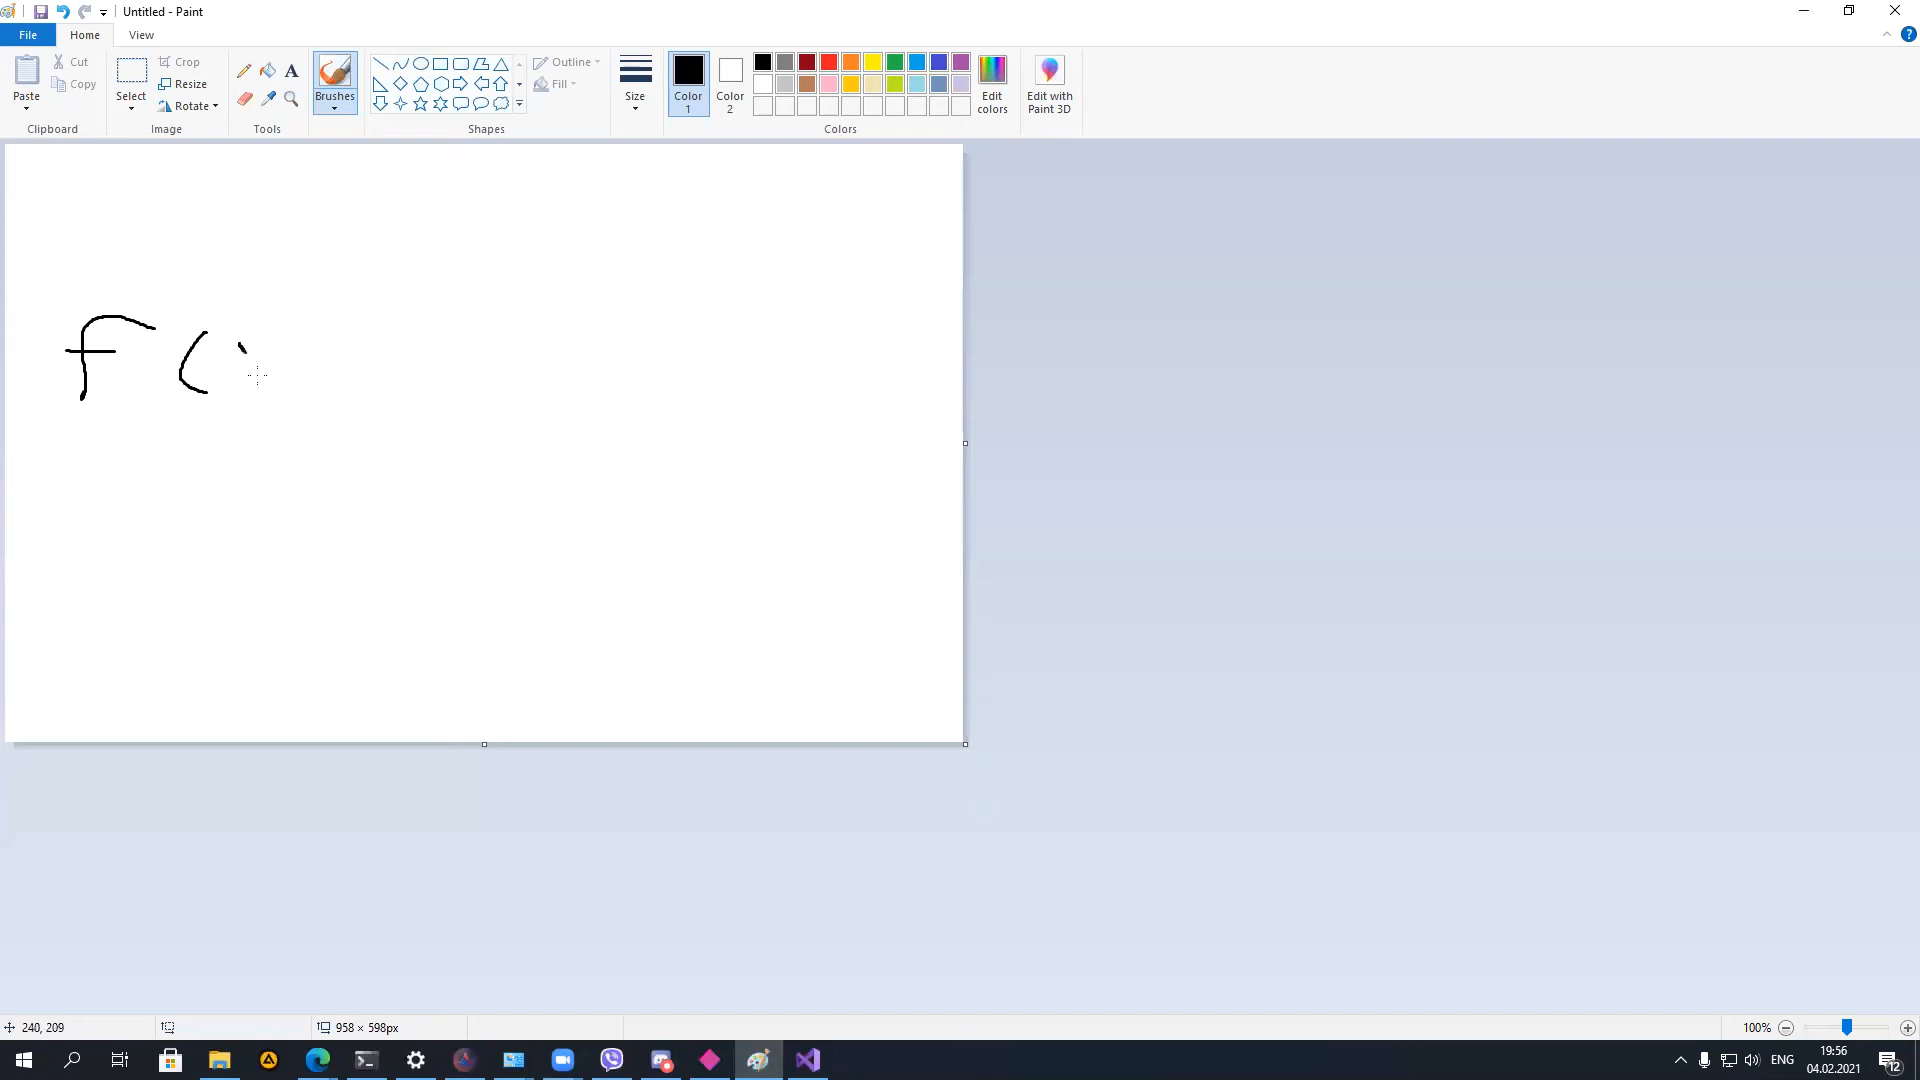 Untitled - Paint
File Home View
Paste Cut Copy Clipboard
Select Crop Resize Rotate Image
A Tools
Brushes
Shapes Outline Fill
Size
Color 1 Color 2 Edit colors Colors
Edit with Paint 3D
f (
240, 209 958 × 598px 100%
ENG 19:56
04.02.2021 12